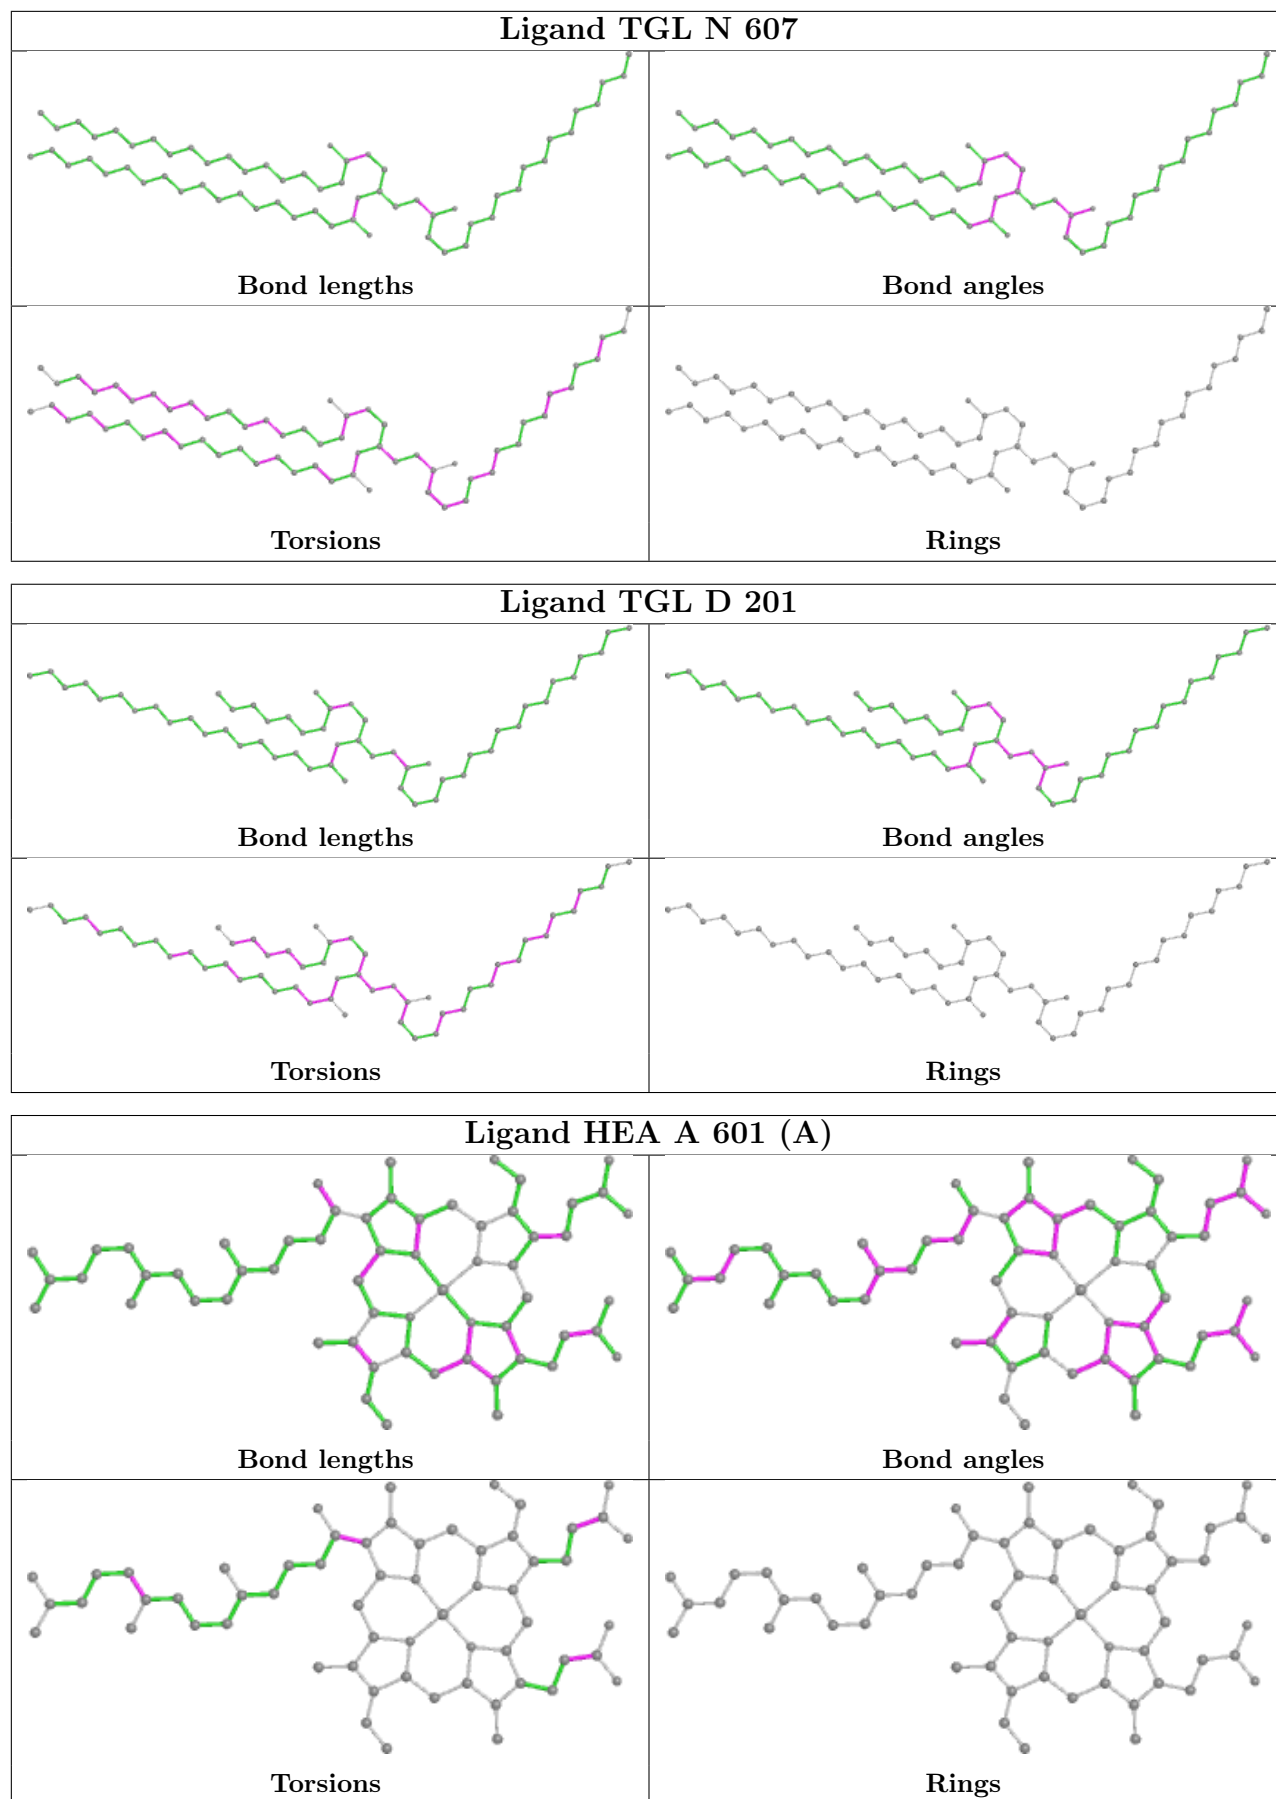 Ligand TGL N 607
Bond lengths
Bond angles
Torsions
Rings
Ligand TGL D 201
Bond lengths
Bond angles
Torsions
Rings
Ligand HEA A 601 (A)
Bond lengths
Bond angles
Torsions
Rings